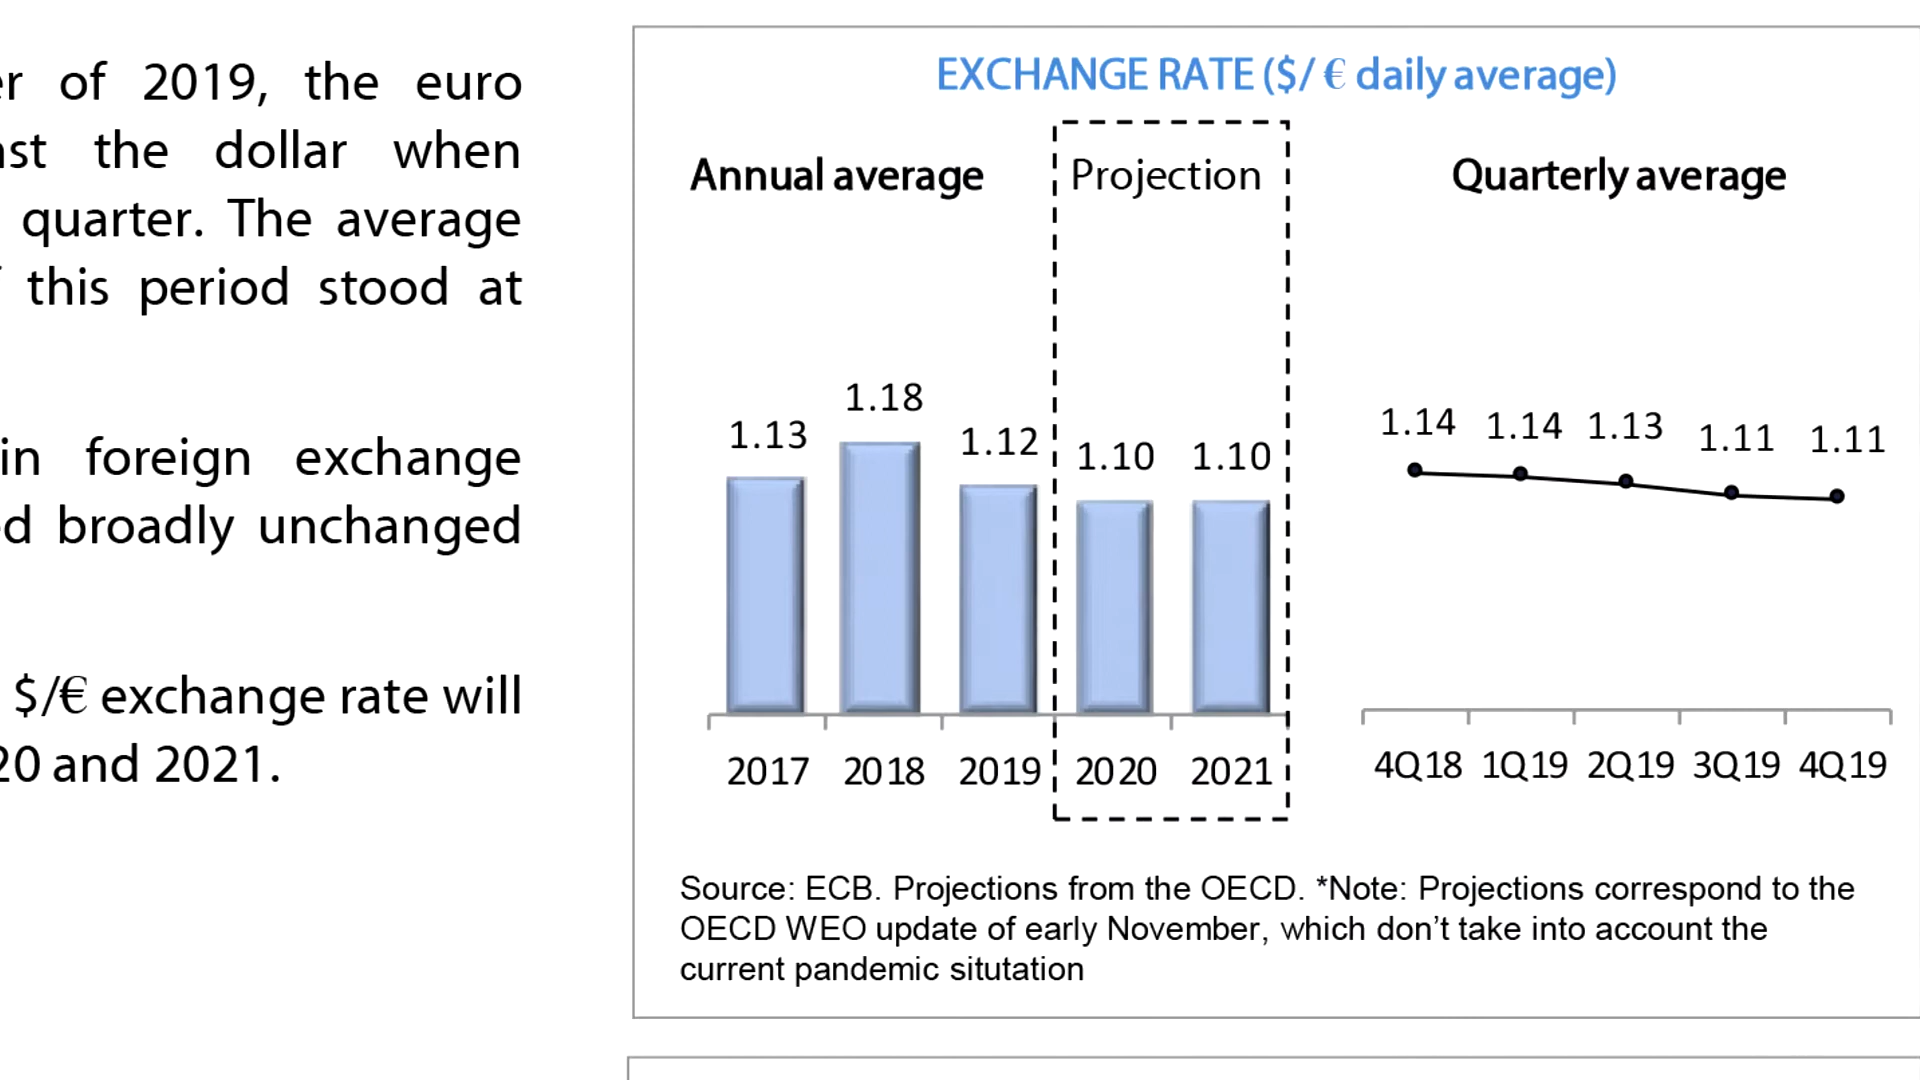 of 2019, the euro
the dollar when
quarter. The average
this period stood at
in foreign exchange
broadly unchanged
$/€ exchange rate will
and 2021.
EXCHANGE RATE ($/ € daily average)
Annual average
Projection
1.13 1.18 1.12 1.10 1.10
2017 2018 2019 2020 2021
Quarterly average
1.14 1.14 1.13 1.11 1.11
4Q18 1Q19 2Q19 3Q19 4Q19
Source: ECB. Projections from the OECD. *Note: Projections correspond to the
OECD WEO update of early November, which don't take into account the
current pandemic situtation